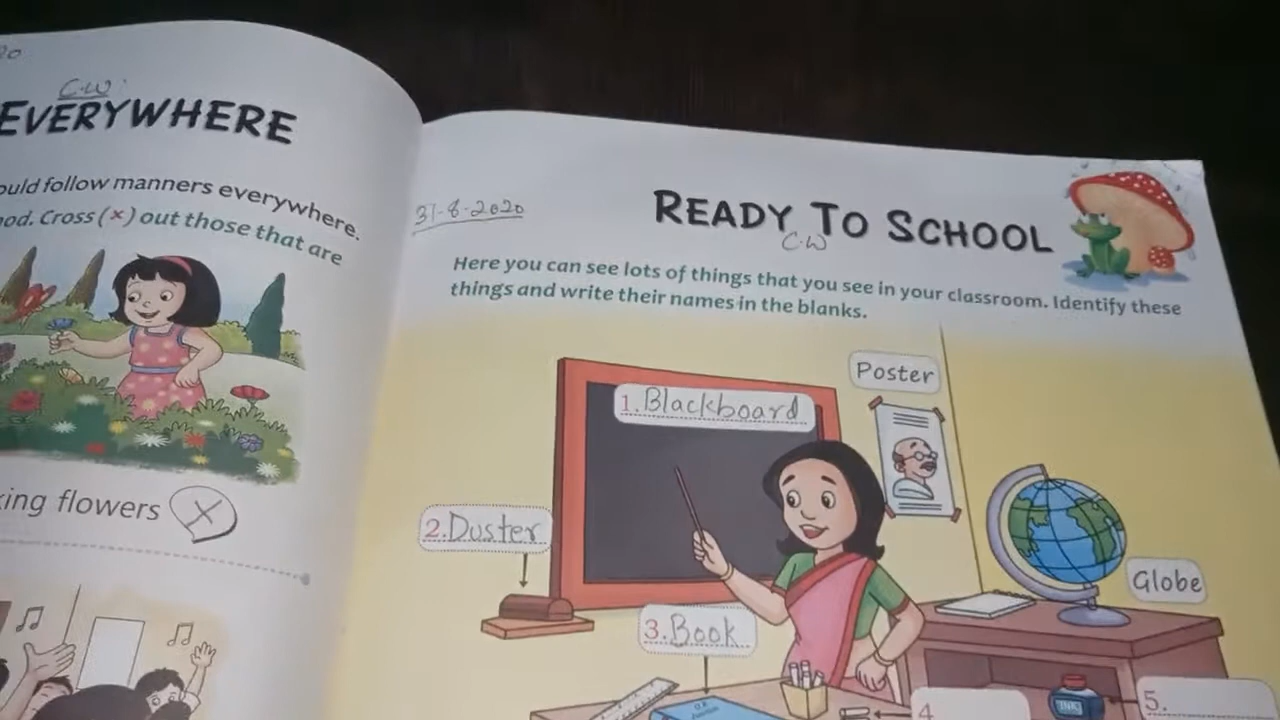 20
C.W
EVERYWHERE
ould follow manners everywhere.
ood. Cross (×) out those that are
king flowers
31-8-2020
READY TO SCHOOL
C.W
Here you can see lots of things that you see in your classroom. Identify these
things and write their names in the blanks.
Poster
1. Blackboard
2. Duster
Globe
3. Book
4
5.
INK